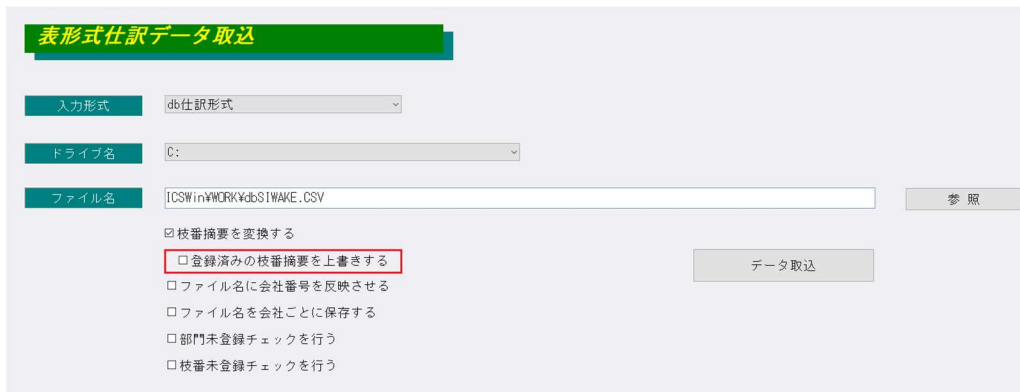 表形式仕訳データ取込
入力形式 db仕訳形式
ドライブ名 C:
ファイル名 ICSWin¥WORK¥dbSIWAKE.CSV 参照
☑枝番摘要を変換する
☐登録済みの枝番摘要を上書きする データ取込
☐ファイル名に会社番号を反映させる
☐ファイル名を会社ごとに保存する
☐部門未登録チェックを行う
☐枝番未登録チェックを行う